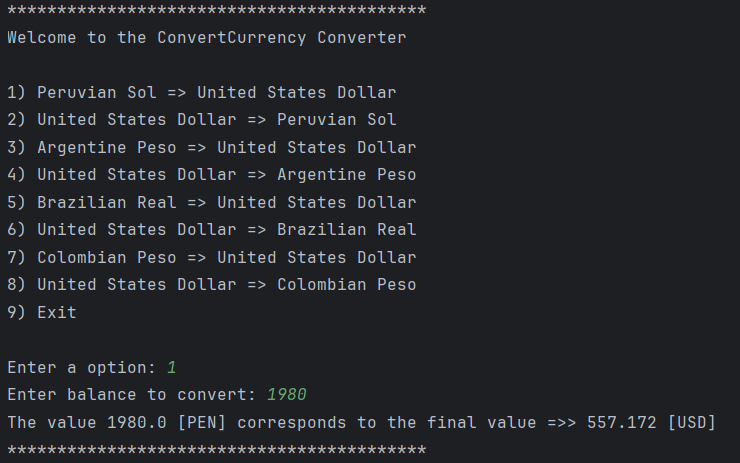 ******************************************
Welcome to the ConvertCurrency Converter
1) Peruvian Sol => United States Dollar
2) United States Dollar => Peruvian Sol
3) Argentine Peso => United States Dollar
4) United States Dollar => Argentine Peso
5) Brazilian Real => United States Dollar
6) United States Dollar => Brazilian Real
7) Colombian Peso => United States Dollar
8) United States Dollar => Colombian Peso
9) Exit
Enter a option: 1
Enter balance to convert: 1980
The value 1980.0 [PEN] corresponds to the final value =>> 557.172 [USD]
******************************************